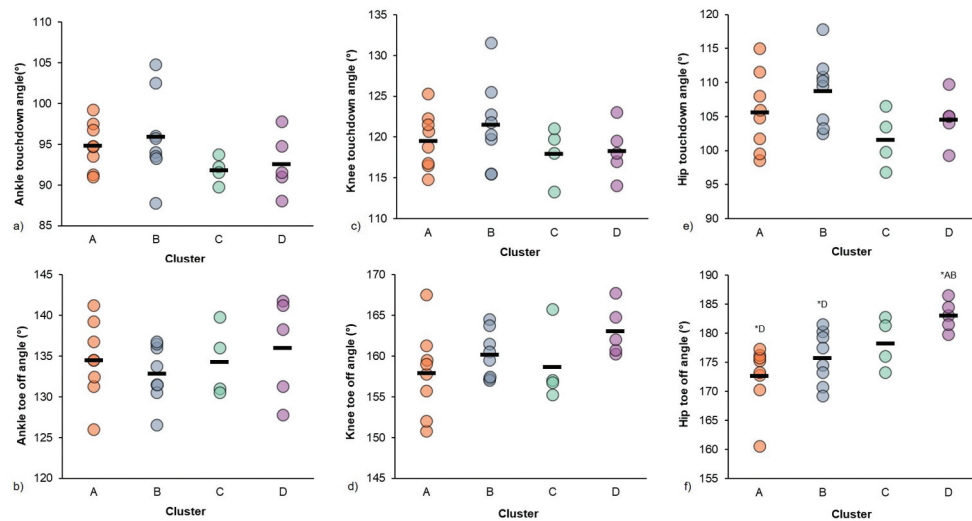 Ankle touchdown angle(°)
110
105
100
95
90
85
a)
A
B
C
D
Cluster
Knee touchdown angle (°)
135
130
125
120
115
110
c)
A
B
C
D
Cluster
Hip touchdown angle (°)
120
115
110
105
100
95
90
e)
A
B
C
D
Cluster
Ankle toe off angle (°)
145
140
135
130
125
120
b)
A
B
C
D
Cluster
Knee toe off angle (°)
170
165
160
155
150
145
d)
A
B
C
D
Cluster
Hip toe off angle (°)
190
185
180
175
170
165
160
155
*D
*D
*AB
f)
A
B
C
D
Cluster